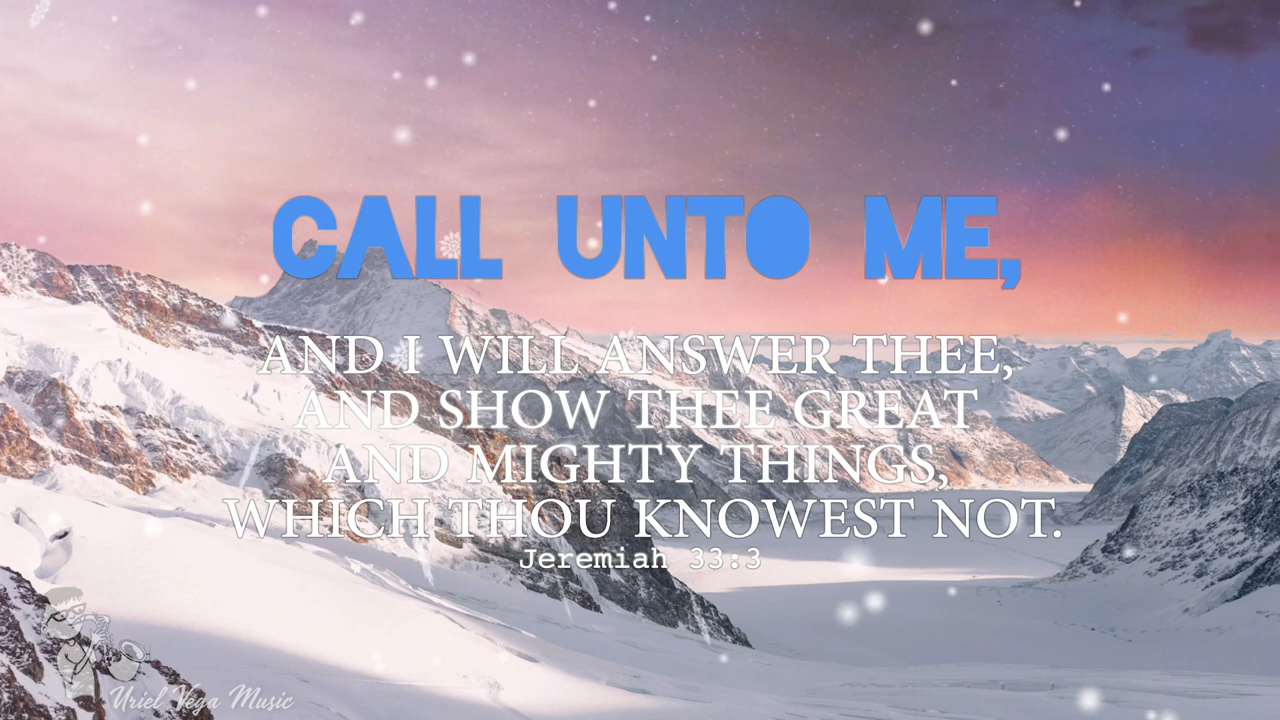 CALL UNTO ME,
AND I WILL ANSWER THEE,
AND SHOW THEE GREAT
AND MIGHTY THINGS,
WHICH THOU KNOWEST NOT.
Jeremiah 33:3
Uriel Vega Music